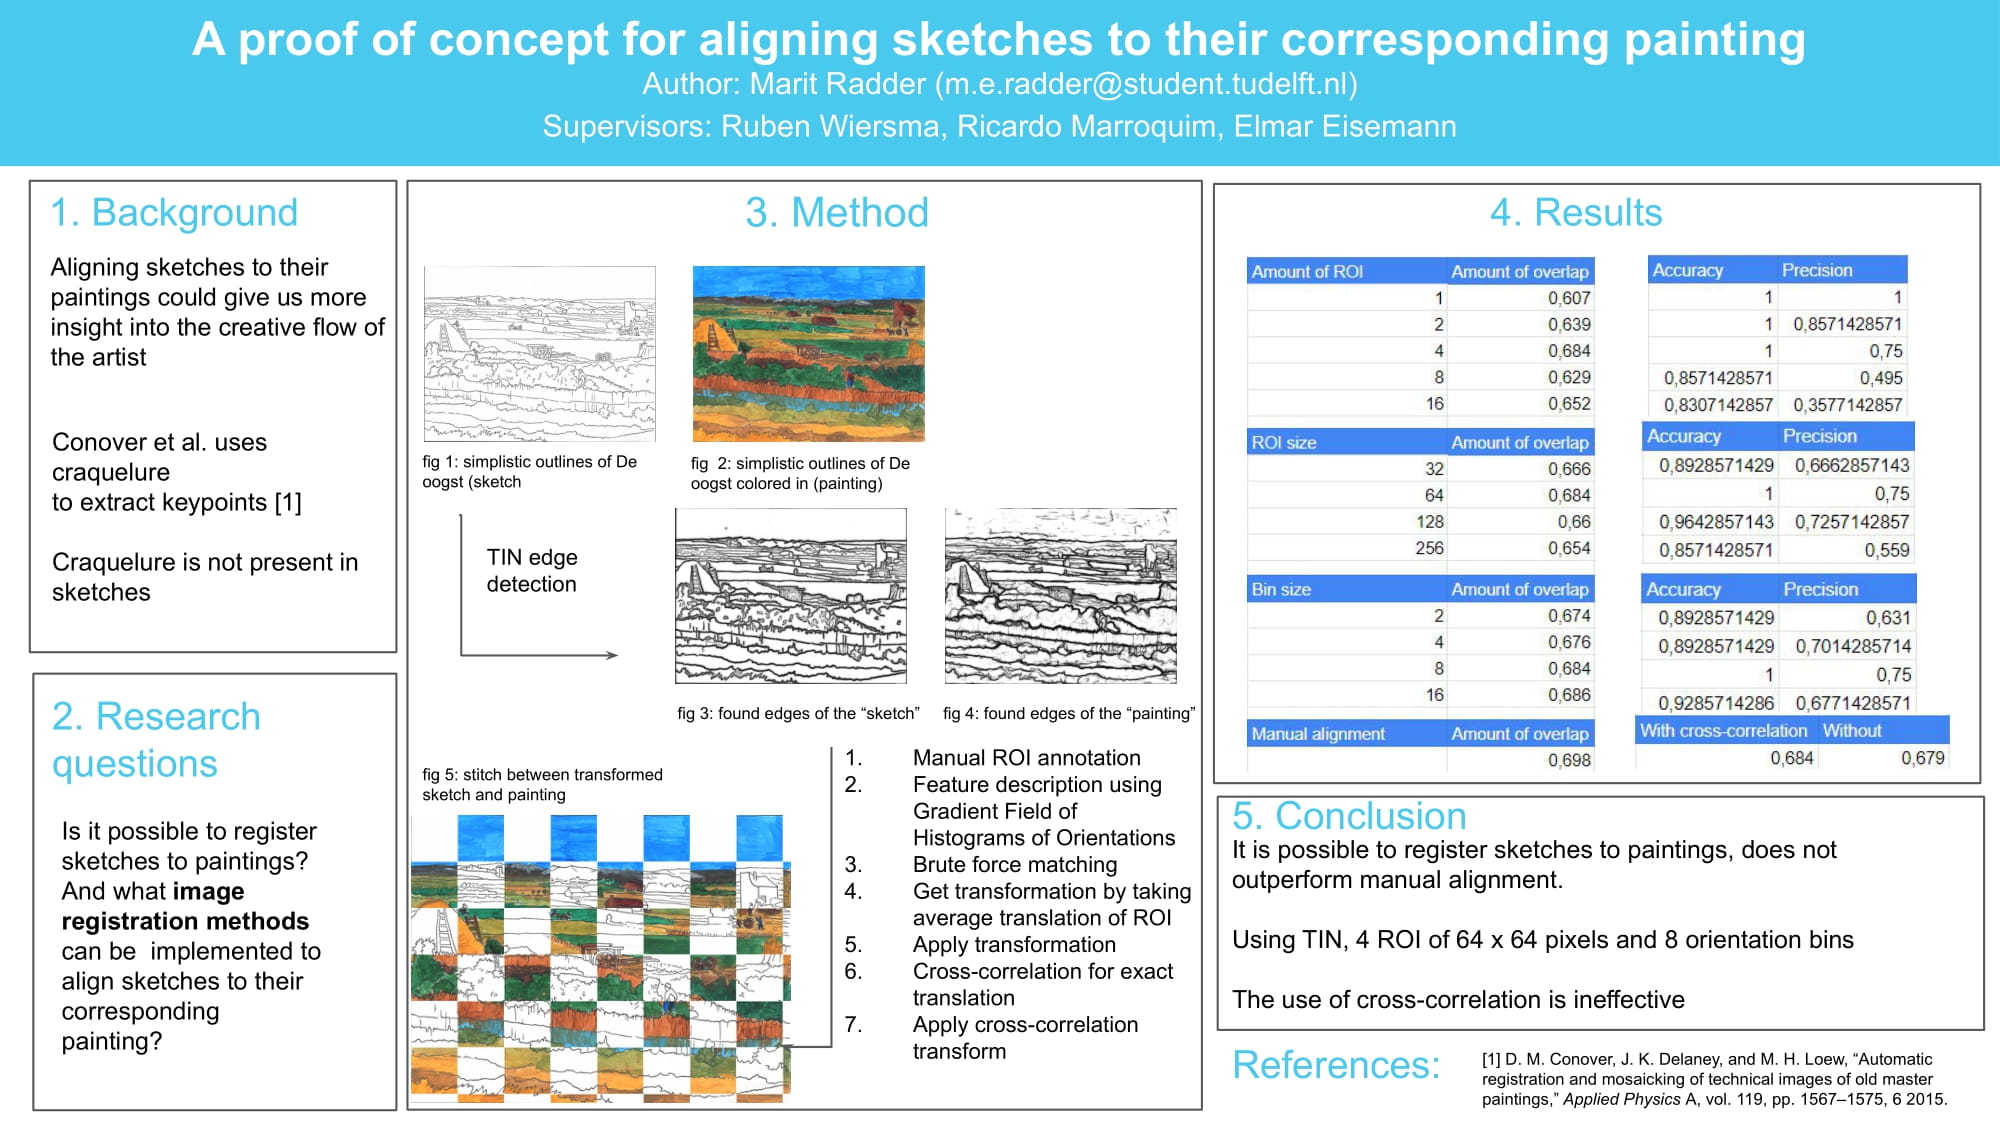 A proof of concept for aligning sketches to their corresponding painting
Author: Marit Radder (m.e.radder@student.tudelft.nl)
Supervisors: Ruben Wiersma, Ricardo Marroquim, Elmar Eisemann
1. Background
Aligning sketches to their
paintings could give us more
insight into the creative flow of
the artist
Conover et al. uses
craquelure
to extract keypoints [1]
Craquelure is not present in
sketches
2. Research
questions
Is it possible to register
sketches to paintings?
And what image
registration methods
can be  implemented to
align sketches to their
corresponding
painting?
3. Method
fig 1: simplistic outlines of De
oogst (sketch
fig  2: simplistic outlines of De
oogst colored in (painting)
TIN edge
detection
fig 3: found edges of the “sketch”
fig 4: found edges of the “painting”
fig 5: stitch between transformed
sketch and painting
1. Manual ROI annotation
2. Feature description using
Gradient Field of
Histograms of Orientations
3. Brute force matching
4. Get transformation by taking
average translation of ROI
5. Apply transformation
6. Cross-correlation for exact
translation
7. Apply cross-correlation
transform
4. Results
Amount of ROI Amount of overlap
1 0,607
2 0,639
4 0,684
8 0,629
16 0,652
ROI size Amount of overlap
32 0,666
64 0,684
128 0,66
256 0,654
Bin size Amount of overlap
2 0,674
4 0,676
8 0,684
16 0,686
Manual alignment Amount of overlap
0,698
Accuracy Precision
1 1
1 0,8571428571
1 0,75
0,8571428571 0,495
0,8307142857 0,3577142857
Accuracy Precision
0,8928571429 0,6662857143
1 0,75
0,9642857143 0,7257142857
0,8571428571 0,559
Accuracy Precision
0,8928571429 0,631
0,8928571429 0,7014285714
1 0,75
0,9285714286 0,6771428571
With cross-correlation Without
0,684 0,679
5. Conclusion
It is possible to register sketches to paintings, does not
outperform manual alignment.
Using TIN, 4 ROI of 64 x 64 pixels and 8 orientation bins
The use of cross-correlation is ineffective
References:
[1] D. M. Conover, J. K. Delaney, and M. H. Loew, “Automatic
registration and mosaicking of technical images of old master
paintings,” Applied Physics A, vol. 119, pp. 1567–1575, 6 2015.